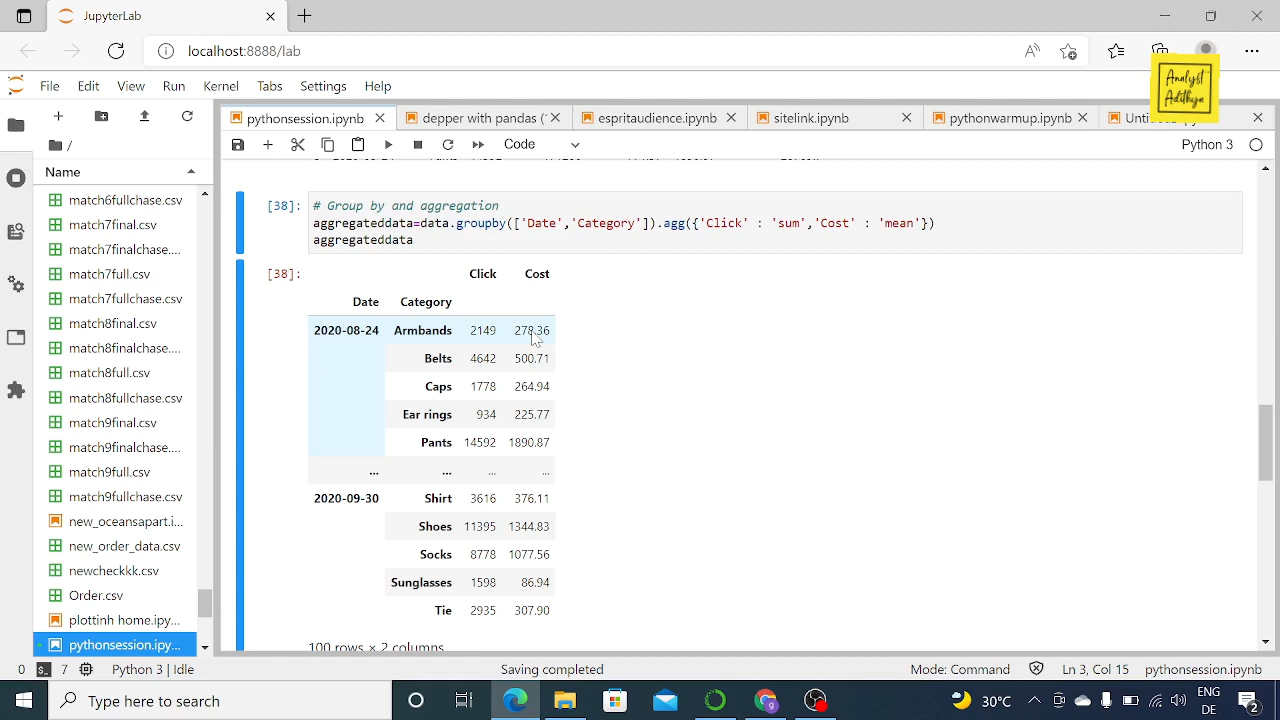 JupyterLab
localhost:8888/lab
Analyst
Adithya
File Edit View Run Kernel Tabs Settings Help
pythonsession.ipynb depper with pandas ( espritaudience.ipynb sitelink.ipynb pythonwarmup.ipynb
/ Code Python 3
Name
match6fullchase.csv
match7final.csv
match7finalchase....
match7full.csv
match7fullchase.csv
match8final.csv
match8finalchase....
match8full.csv
match8fullchase.csv
match9final.csv
match9finalchase....
match9full.csv
match9fullchase.csv
new_oceansapart.i...
new_order_data.csv
newcheckkk.csv
Order.csv
plottinh home.ipy...
pythonsession.ipy...
[38]: # Group by and aggregation
aggregateddata=data.groupby(['Date','Category']).agg({'Click' : 'sum','Cost' : 'mean'})
aggregateddata
[38]: Click Cost
Date Category
2020-08-24 Armbands 2149 278.36
Belts 4642 500.71
Caps 1778 264.94
Ear rings 934 225.77
Pants 14592 1890.87
... ... ... ...
2020-09-30 Shirt 3616 376.11
Shoes 11395 1344.83
Socks 8778 1077.56
Sunglasses 1598 86.94
Tie 2935 307.90
100 rows × 2 columns
0 7 Python 3 | Idle Saving completed Mode: Command Ln 3, Col 15 pythonsession.ipynb
Type here to search 30°C ENG
DE 2